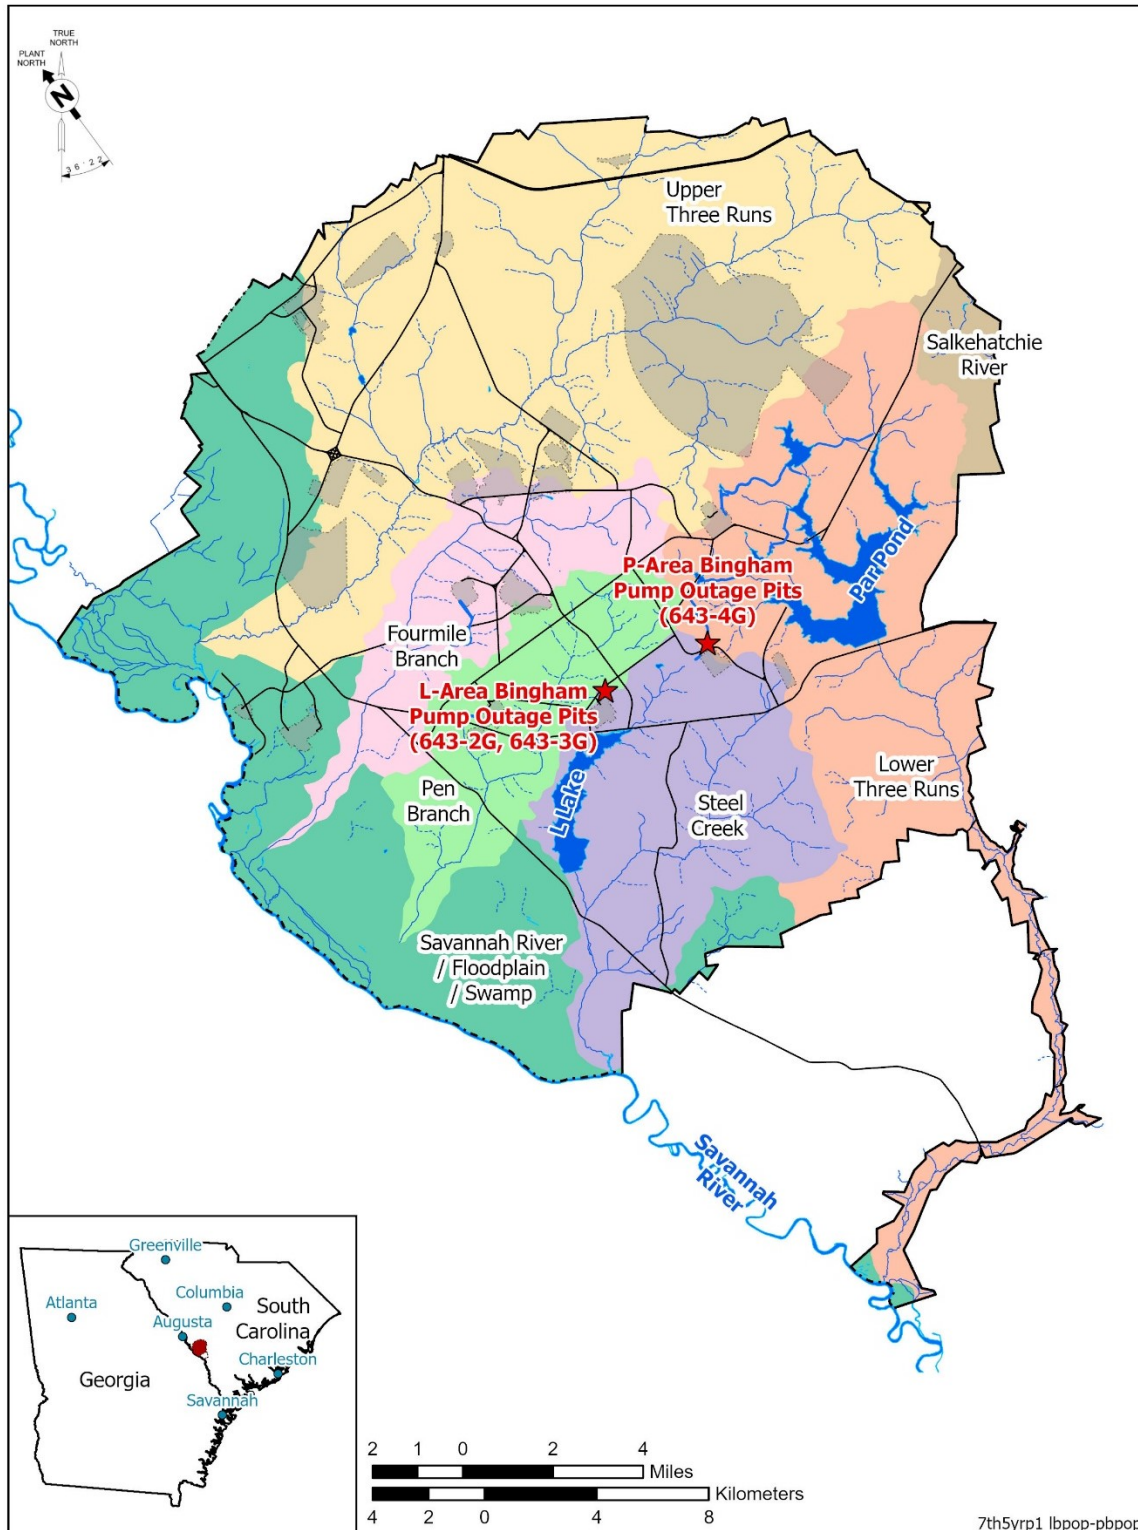 TRUE
NORTH
PLANT
NORTH
N
36°22'
Upper
Three Runs
Salkehatchie
River
Par Pond
P-Area Bingham
Pump Outage Pits
(643-4G)
Fourmile
Branch
L-Area Bingham
Pump Outage Pits
(643-2G, 643-3G)
Lower
Three Runs
L Lake
Pen
Branch
Steel
Creek
Savannah River
/ Floodplain
/ Swamp
Savannah
River
Greenville
Atlanta
Columbia
South
Carolina
Augusta
Charleston
Georgia
Savannah
2 1 0 2 4
Miles
Kilometers
4 2 0 4 8
7th5yrp1 lbpop-pbpop